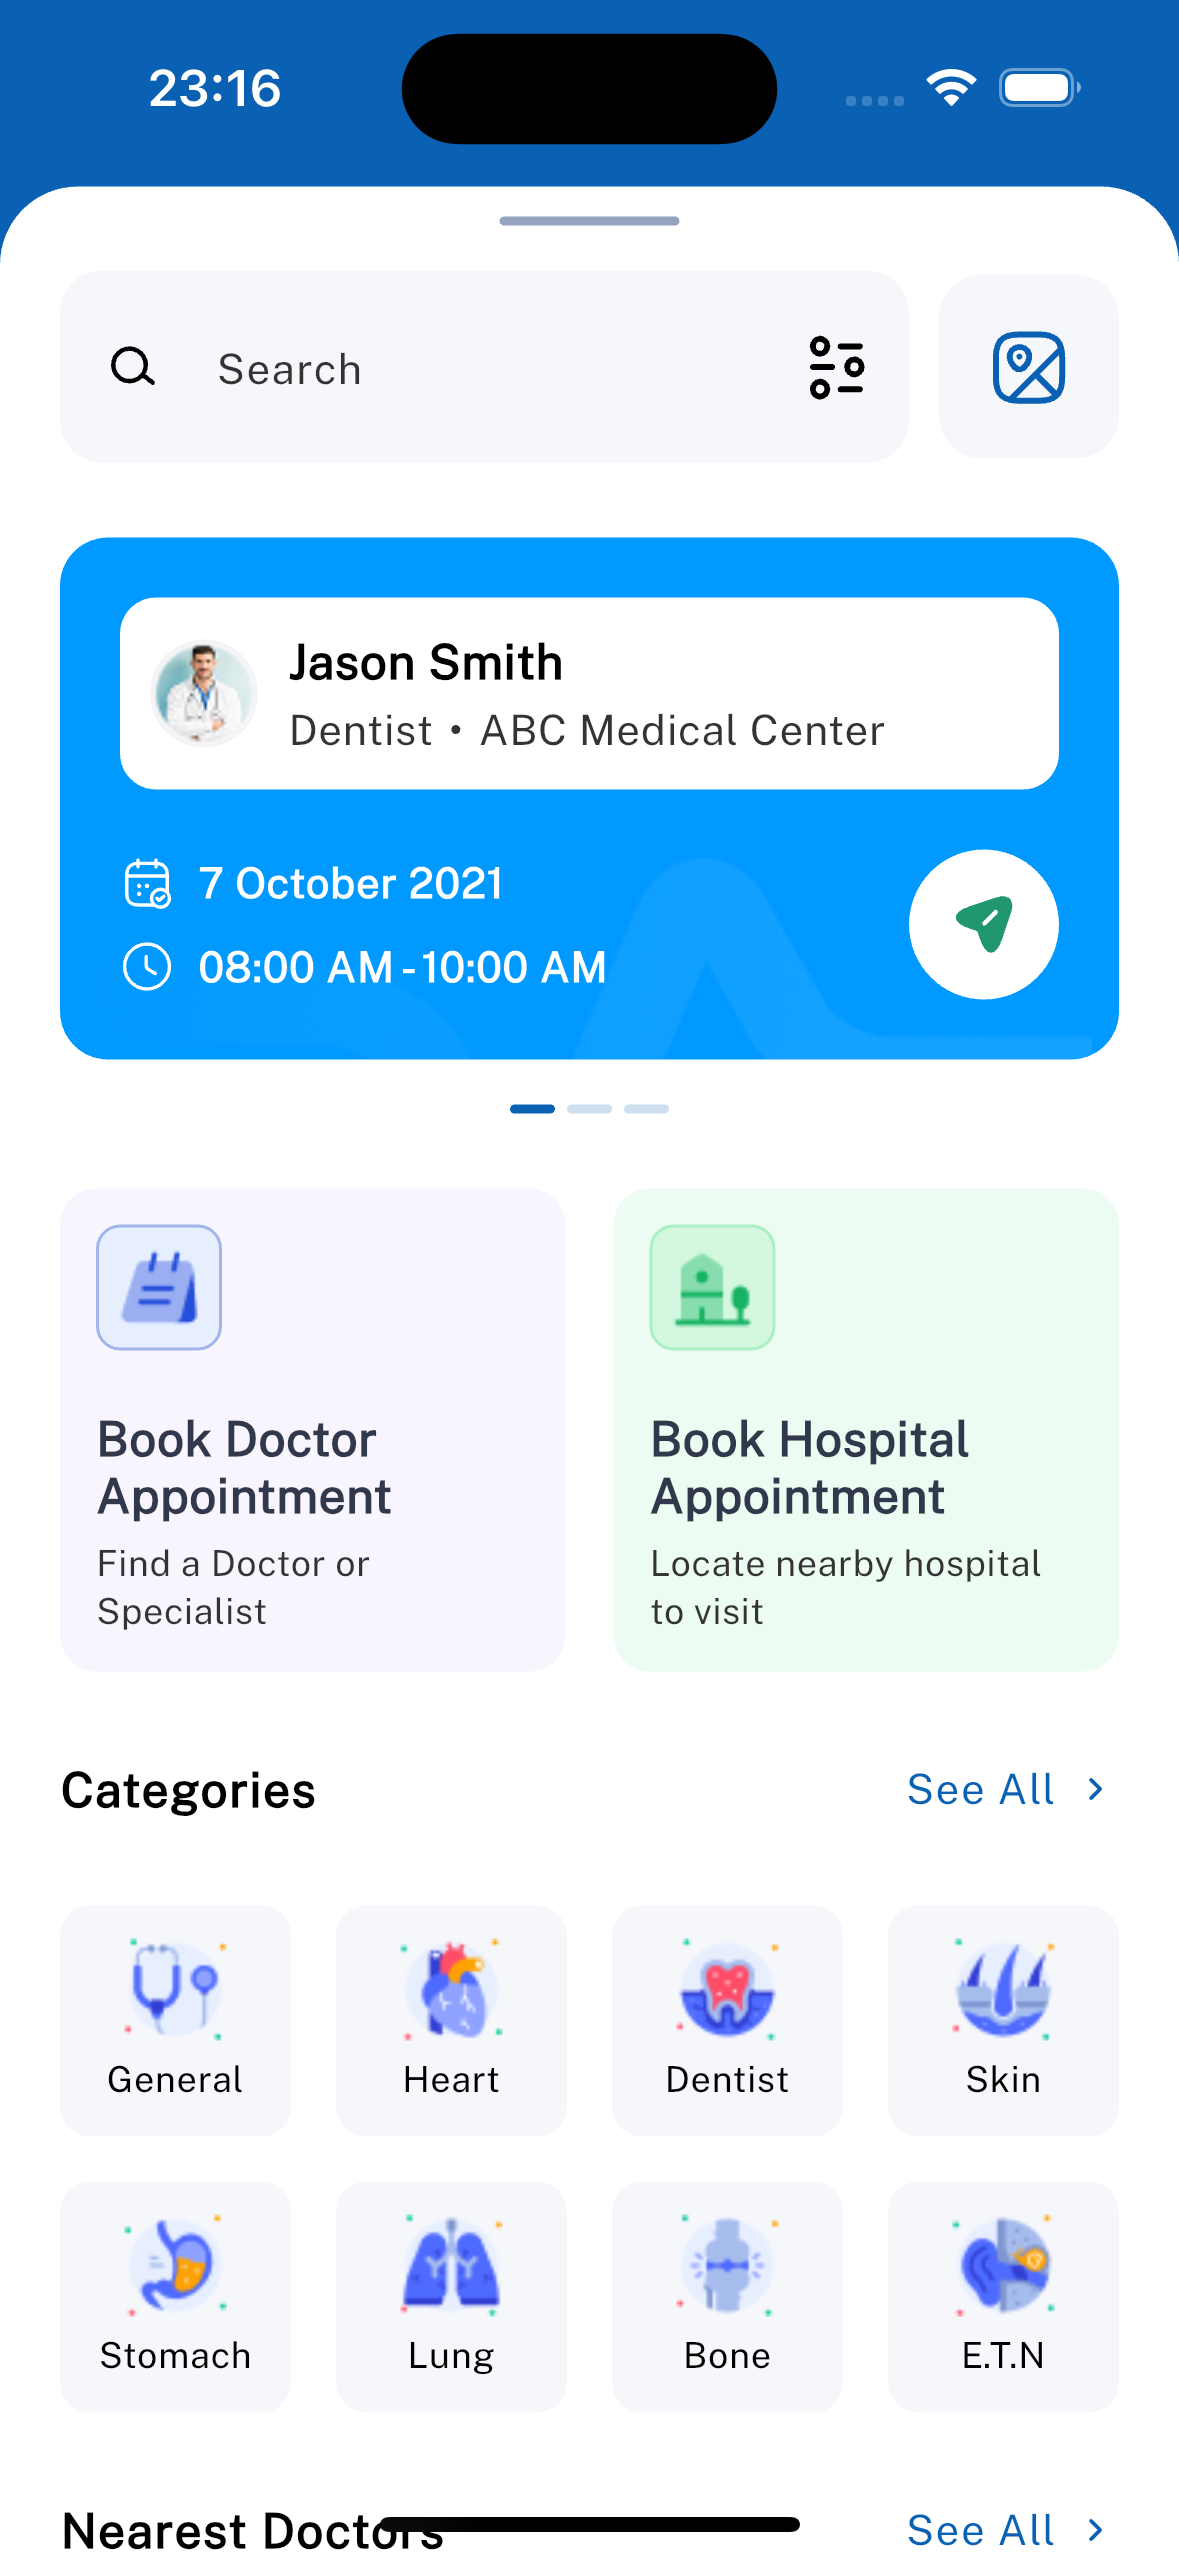 23:16
Search
Jason Smith
Dentist • ABC Medical Center
7 October 2021
08:00 AM - 10:00 AM
Book Doctor
Appointment
Find a Doctor or
Specialist
Book Hospital
Appointment
Locate nearby hospital
to visit
Categories
See All
General
Heart
Dentist
Skin
Stomach
Lung
Bone
E.T.N
Nearest Doctors
See All